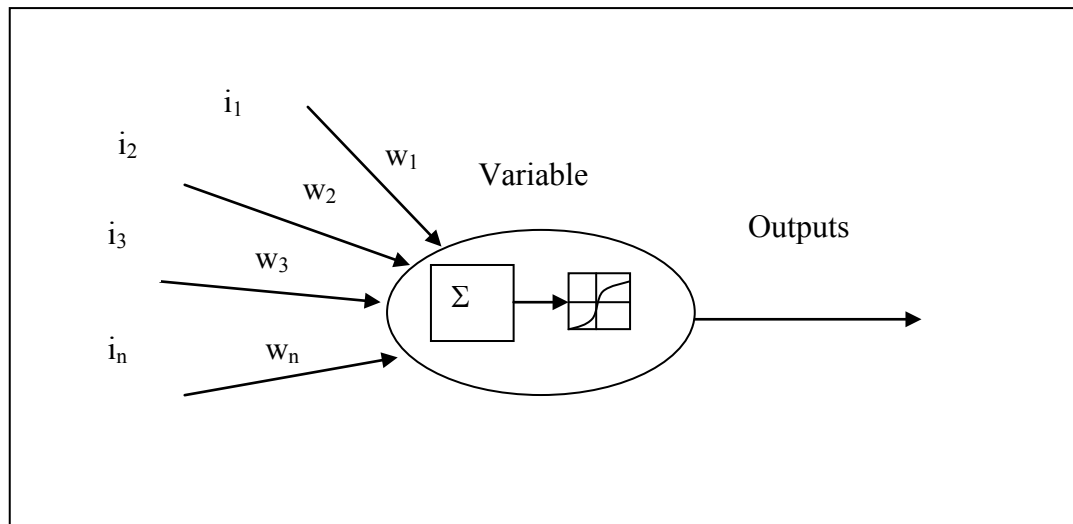 i₁
w₁
i₂
w₂
Variable
i₃
w₃
Outputs
Σ
iₙ
wₙ